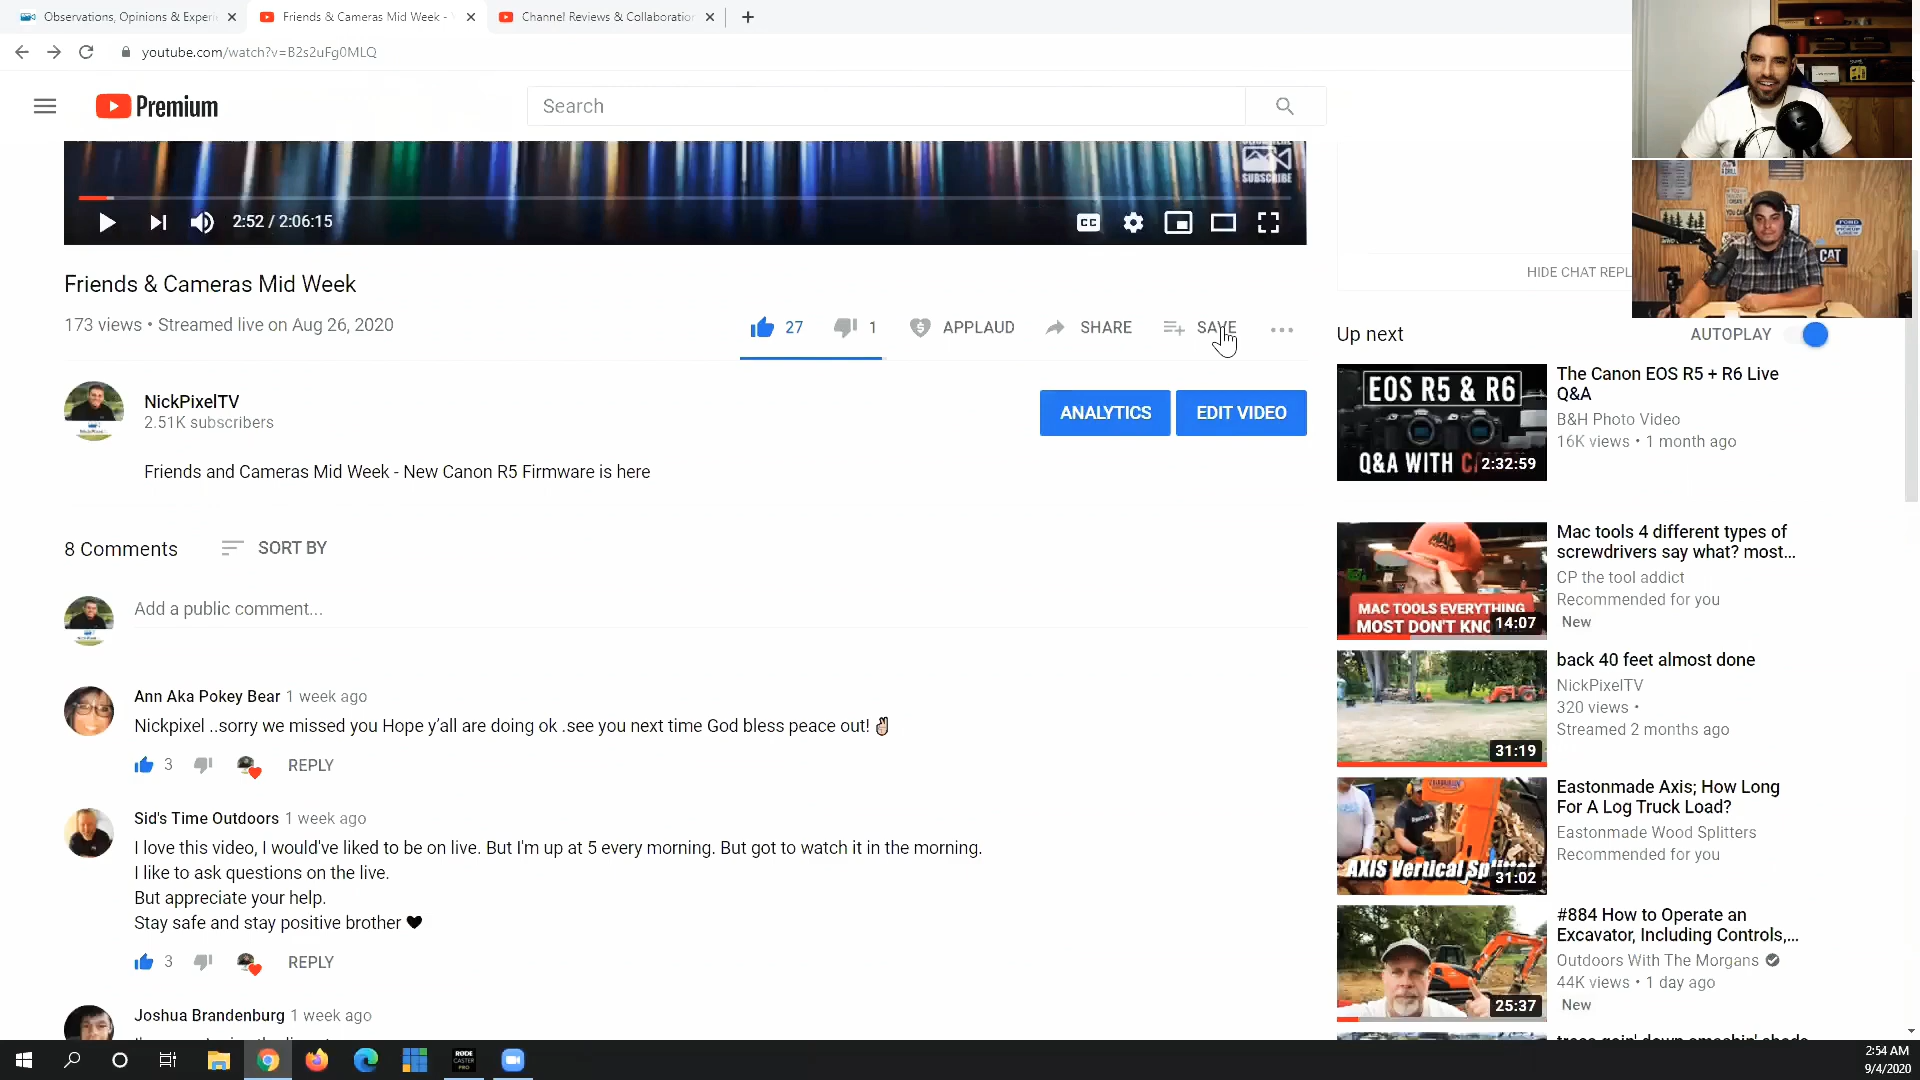 Observations, Opinions & Experi
Friends & Cameras Mid Week -
Channel Reviews & Collaboration
youtube.com/watch?v=B2s2uFg0MLQ
Premium
Search
SUBSCRIBE
2:52 / 2:06:15
CC
HIDE CHAT REPL
FORD
PICKUP
CAT
Friends & Cameras Mid Week
173 views • Streamed live on Aug 26, 2020
27
1
APPLAUD
SHARE
SAVE
Up next
AUTOPLAY
NickPixelTV
2.51K subscribers
ANALYTICS
EDIT VIDEO
Friends and Cameras Mid Week - New Canon R5 Firmware is here
8 Comments
SORT BY
Add a public comment...
Ann Aka Pokey Bear 1 week ago
Nickpixel ..sorry we missed you Hope y’all are doing ok .see you next time God bless peace out! ✌🏻
3
REPLY
Sid's Time Outdoors 1 week ago
I love this video, I would've liked to be on live. But I'm up at 5 every morning. But got to watch it in the morning.
I like to ask questions on the live.
But appreciate your help.
Stay safe and stay positive brother 🖤
3
REPLY
Joshua Brandenburg 1 week ago
EOS R5 & R6
Q&A WITH
2:32:59
The Canon EOS R5 + R6 Live
Q&A
B&H Photo Video
16K views • 1 month ago
MAC TOOLS EVERYTHING
MOST DON'T
14:07
Mac tools 4 different types of
screwdrivers say what? most...
CP the tool addict
Recommended for you
New
31:19
back 40 feet almost done
NickPixelTV
320 views •
Streamed 2 months ago
AXIS Vertical
31:02
Eastonmade Axis; How Long
For A Log Truck Load?
Eastonmade Wood Splitters
Recommended for you
25:37
#884 How to Operate an
Excavator, Including Controls,...
Outdoors With The Morgans
44K views • 1 day ago
New
RØDE
CASTER
PRO
2:54 AM
9/4/2020